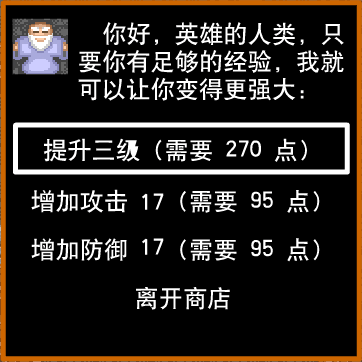 你好，英雄的人类，只
要你有足够的经验，我就
可以让你变得更强大：
提升三级（需要 270 点）
增加攻击 17（需要 95 点）
增加防御 17（需要 95 点）
离开商店